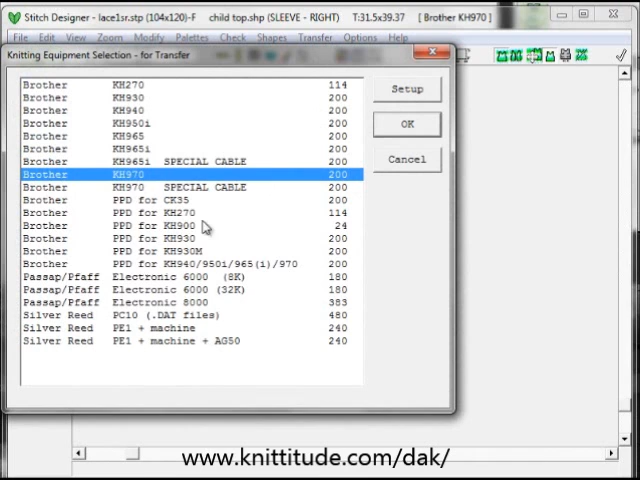 Stitch Designer - lace1sr.stp (104x120)-F child top.shp (SLEEVE - RIGHT) T:31.5x39.37 [ Brother KH970 ]
File Edit View Zoom Modify Palettes Check Shapes Transfer Options Window Help
Knitting Equipment Selection - for Transfer
Brother KH270 114
Brother KH930 200
Brother KH940 200
Brother KH950i 200
Brother KH965 200
Brother KH965i 200
Brother KH965i SPECIAL CABLE 200
Brother KH970 200
Brother KH970 SPECIAL CABLE 200
Brother PPD for CK35 200
Brother PPD for KH270 114
Brother PPD for KH900 24
Brother PPD for KH930 200
Brother PPD for KH930M 200
Brother PPD for KH940/950i/965(i)/970 200
Passap/Pfaff Electronic 6000 (8K) 180
Passap/Pfaff Electronic 6000 (32K) 180
Passap/Pfaff Electronic 8000 383
Silver Reed PC10 (.DAT files) 480
Silver Reed PE1 + machine 240
Silver Reed PE1 + machine + AG50 240
Setup
OK
Cancel
www.knittitude.com/dak/